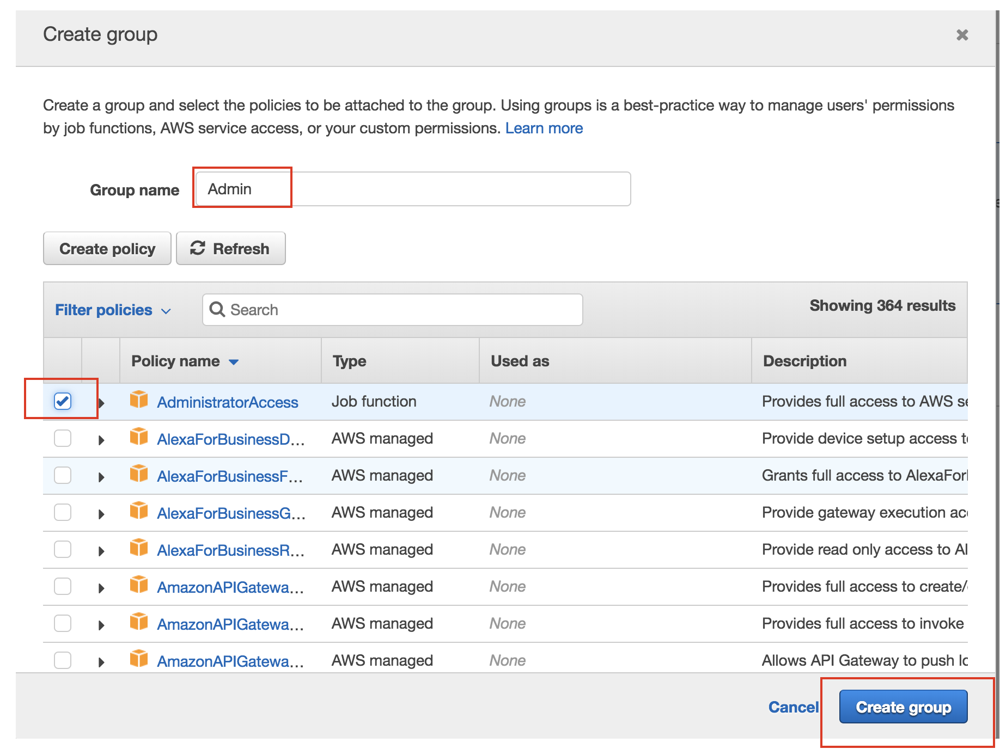 Create group
Create a group and select the policies to be attached to the group. Using groups is a best-practice way to manage users' permissions
by job functions, AWS service access, or your custom permissions. Learn more
Group name Admin
Create policy Refresh
Filter policies Search Showing 364 results
Policy name Type Used as Description
AdministratorAccess Job function None Provides full access to AWS se
AlexaForBusinessD... AWS managed None Provide device setup access to
AlexaForBusinessF... AWS managed None Grants full access to AlexaForB
AlexaForBusinessG... AWS managed None Provide gateway execution acc
AlexaForBusinessR... AWS managed None Provide read only access to Al
AmazonAPIGatewa... AWS managed None Provides full access to create/
AmazonAPIGatewa... AWS managed None Provides full access to invoke
AmazonAPIGatewa... AWS managed None Allows API Gateway to push lo
Cancel Create group